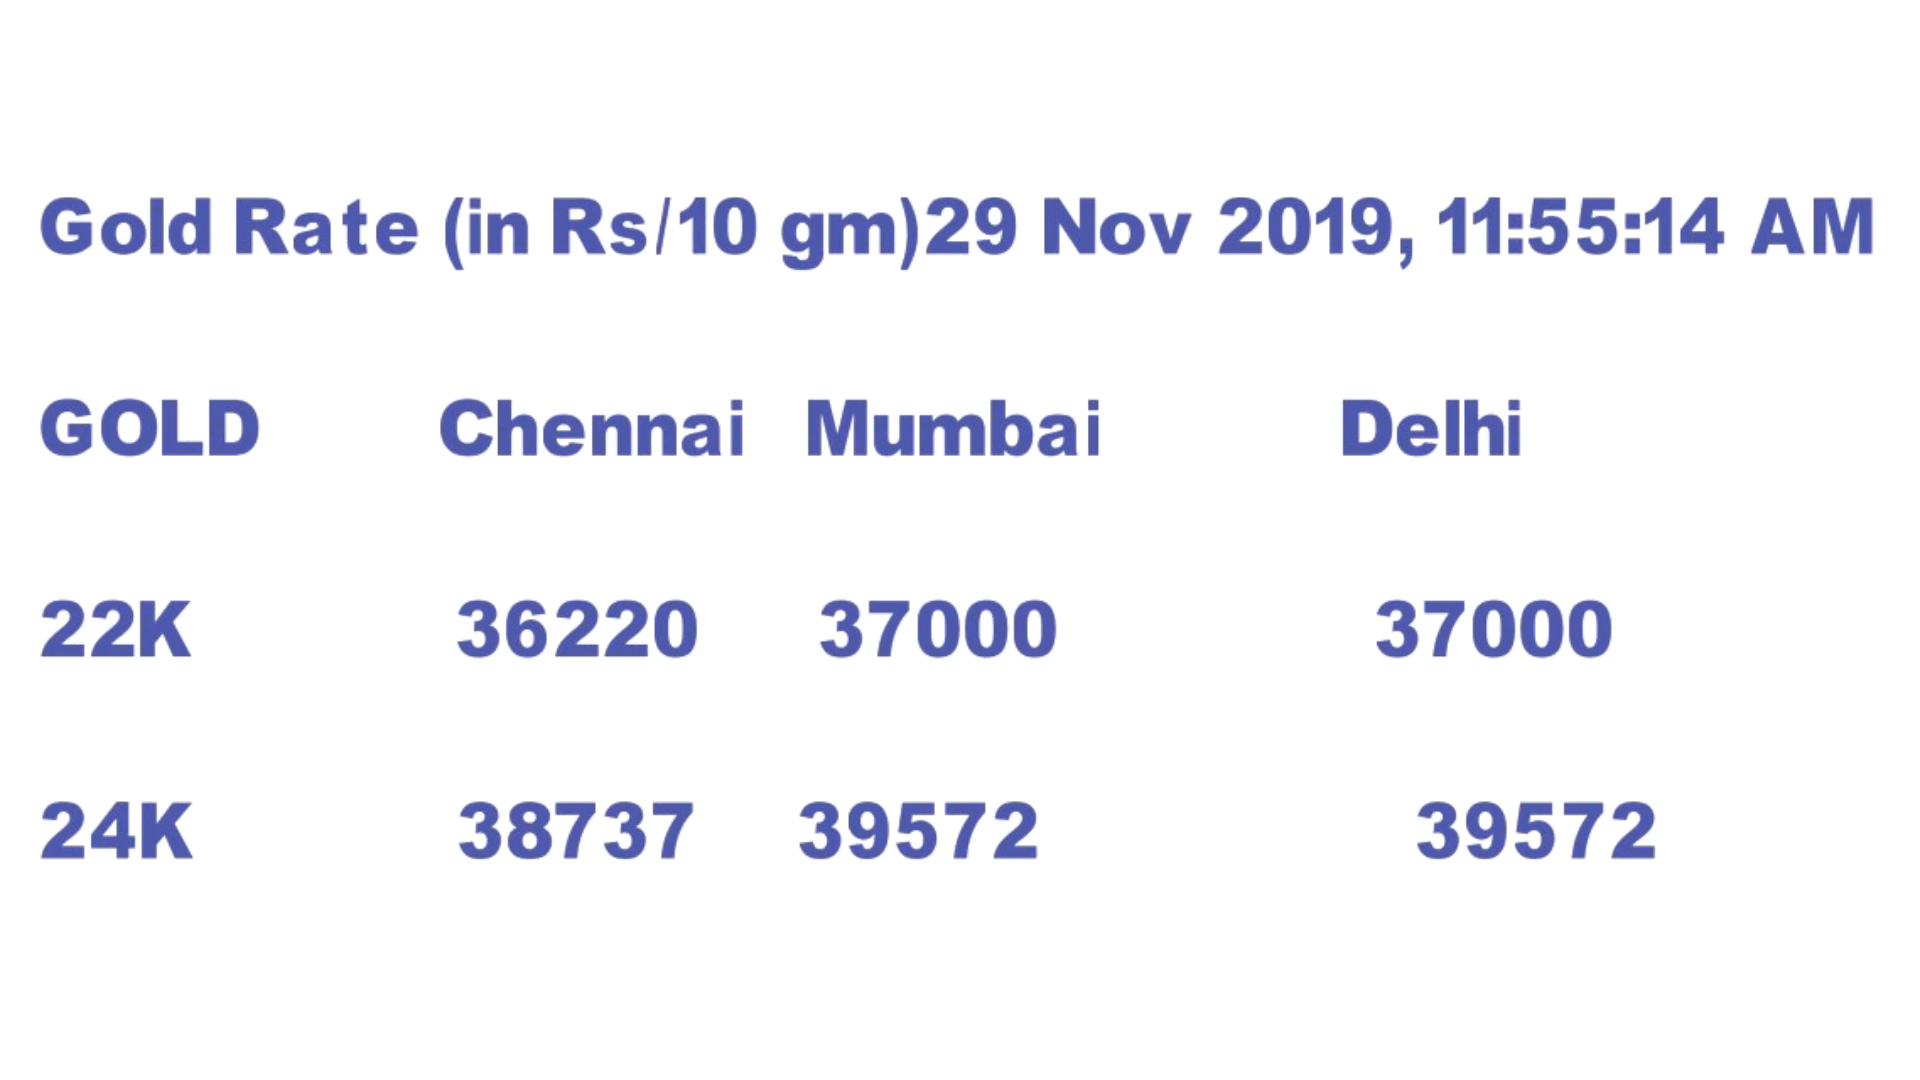 Gold Rate (in Rs/10 gm)29 Nov 2019, 11:55:14 AM
GOLD Chennai Mumbai Delhi
22K 36220 37000 37000
24K 38737 39572 39572